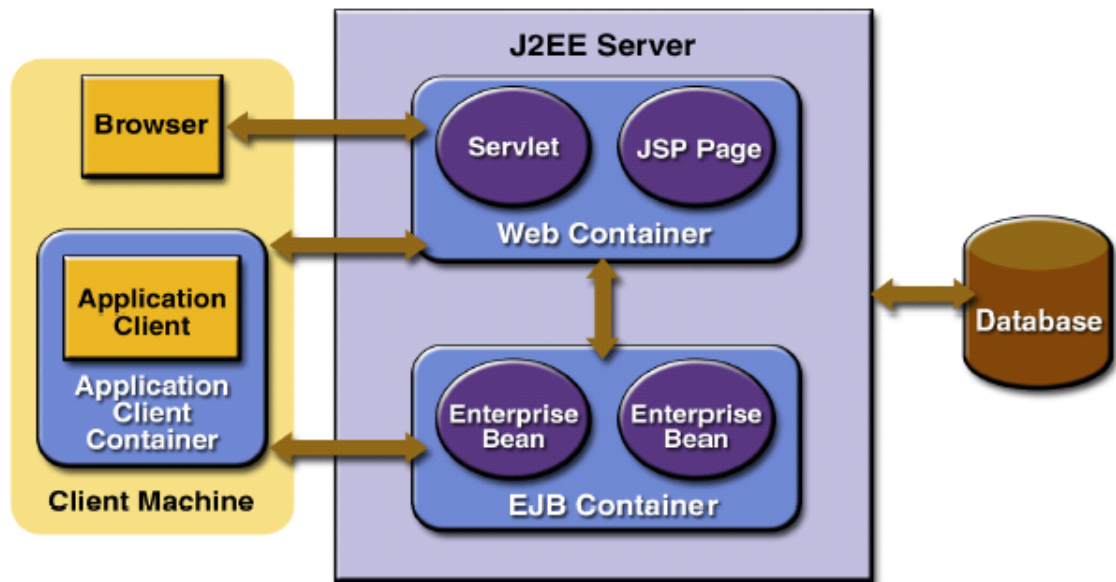 J2EE Server
Browser
Servlet
JSP Page
Web Container
Application
Client
Application
Client
Container
Client Machine
Enterprise
Bean
Enterprise
Bean
EJB Container
Database